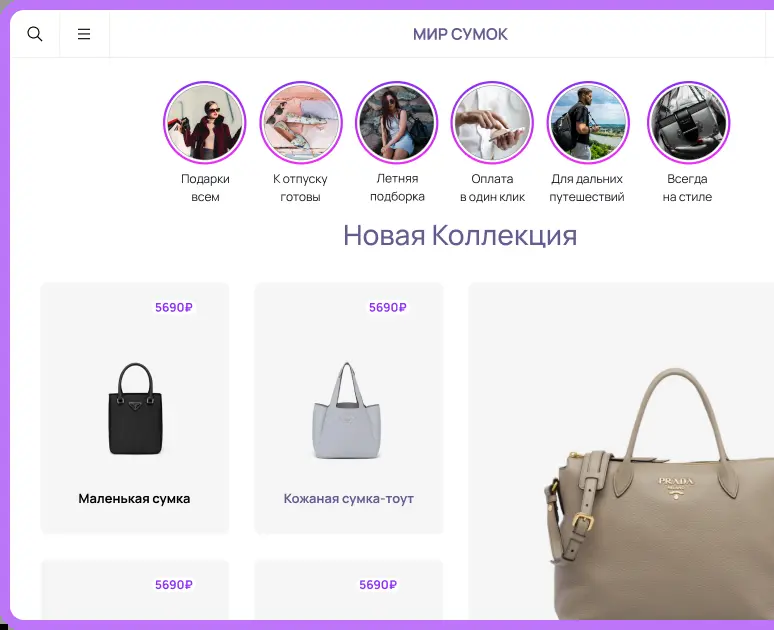 МИР СУМОК
Подарки
всем
К отпуску
готовы
Летняя
подборка
Оплата
в один клик
Для дальних
путешествий
Всегда
на стиле
Новая Коллекция
5690₽
5690₽
Маленькая сумка
Кожаная сумка-тоут
PRADA
5690₽
5690₽